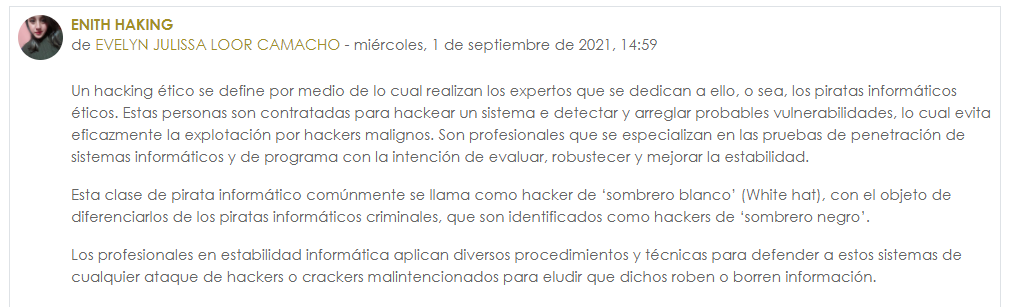 ENITH HAKING
de EVELYN JULISSA LOOR CAMACHO - miércoles, 1 de septiembre de 2021, 14:59
Un hacking ético se define por medio de lo cual realizan los expertos que se dedican a ello, o sea, los piratas informáticos
éticos. Estas personas son contratadas para hackear un sistema e detectar y arreglar probables vulnerabilidades, lo cual evita
eficazmente la explotación por hackers malignos. Son profesionales que se especializan en las pruebas de penetración de
sistemas informáticos y de programa con la intención de evaluar, robustecer y mejorar la estabilidad.
Esta clase de pirata informático comúnmente se llama como hacker de ‘sombrero blanco’ (White hat), con el objeto de
diferenciarlos de los piratas informáticos criminales, que son identificados como hackers de ‘sombrero negro’.
Los profesionales en estabilidad informática aplican diversos procedimientos y técnicas para defender a estos sistemas de
cualquier ataque de hackers o crackers malintencionados para eludir que dichos roben o borren información.